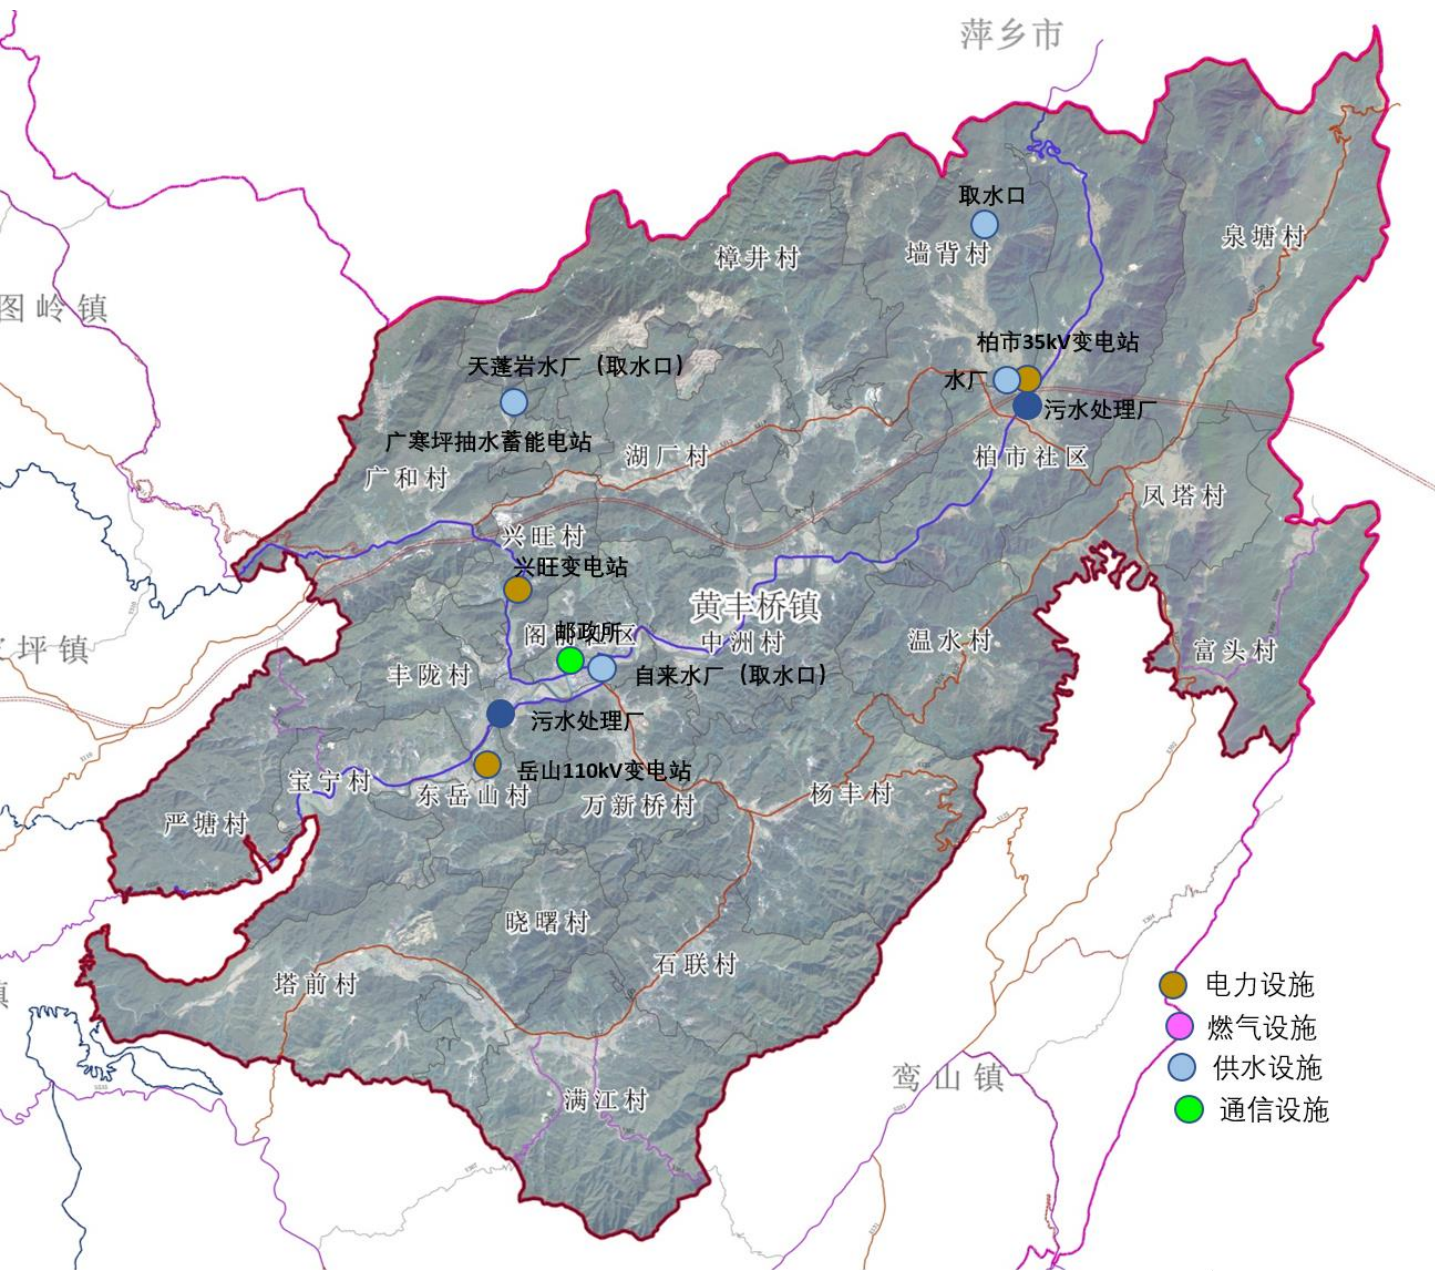 萍乡市
取水口
泉塘村
墙背村
樟井村
图岭镇
柏市35kV变电站
天蓬岩水厂（取水口）
水厂
污水处理厂
广寒坪抽水蓄能电站
湖厂村
柏市社区
广和村
凤塔村
兴旺村
兴旺变电站
黄丰桥镇
邮政所
中洲村
温水村
坪镇
富头村
丰陇村
自来水厂（取水口）
污水处理厂
岳山110kV变电站
宝宁村
东岳山村
万新桥村
杨丰村
严塘村
晓曙村
石联村
塔前村
镇
电力设施
燃气设施
供水设施
通信设施
鸾山镇
满江村